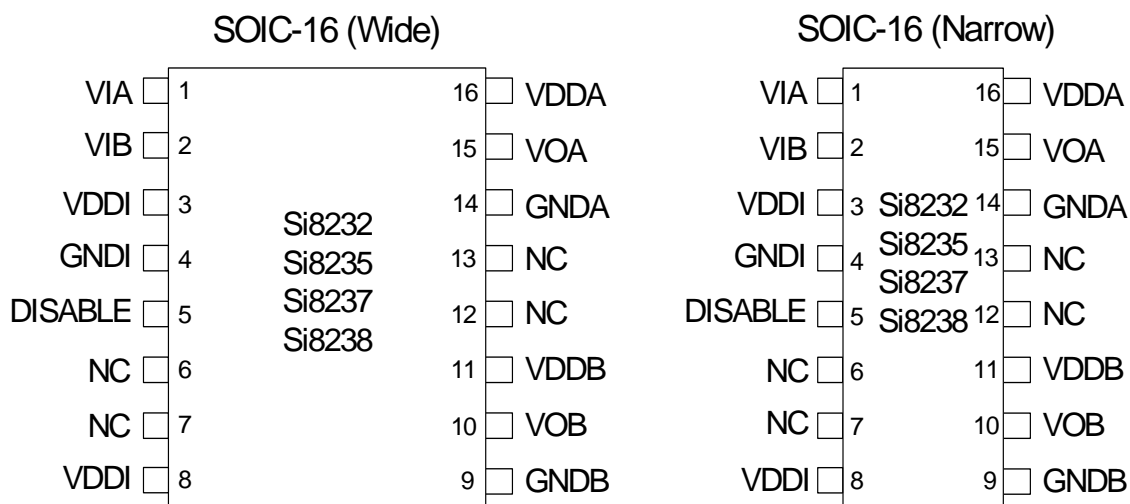 SOIC-16 (Wide)
VIA 1 16 VDDA
VIB 2 15 VOA
VDDI 3 14 GNDA
GNDI 4 13 NC
DISABLE 5 12 NC
NC 6 11 VDDB
NC 7 10 VOB
VDDI 8 9 GNDB
Si8232
Si8235
Si8237
Si8238
SOIC-16 (Narrow)
VIA 1 16 VDDA
VIB 2 15 VOA
VDDI 3 Si8232 14 GNDA
Si8235
GNDI 4 13 NC
Si8237
DISABLE 5 Si8238 12 NC
NC 6 11 VDDB
NC 7 10 VOB
VDDI 8 9 GNDB